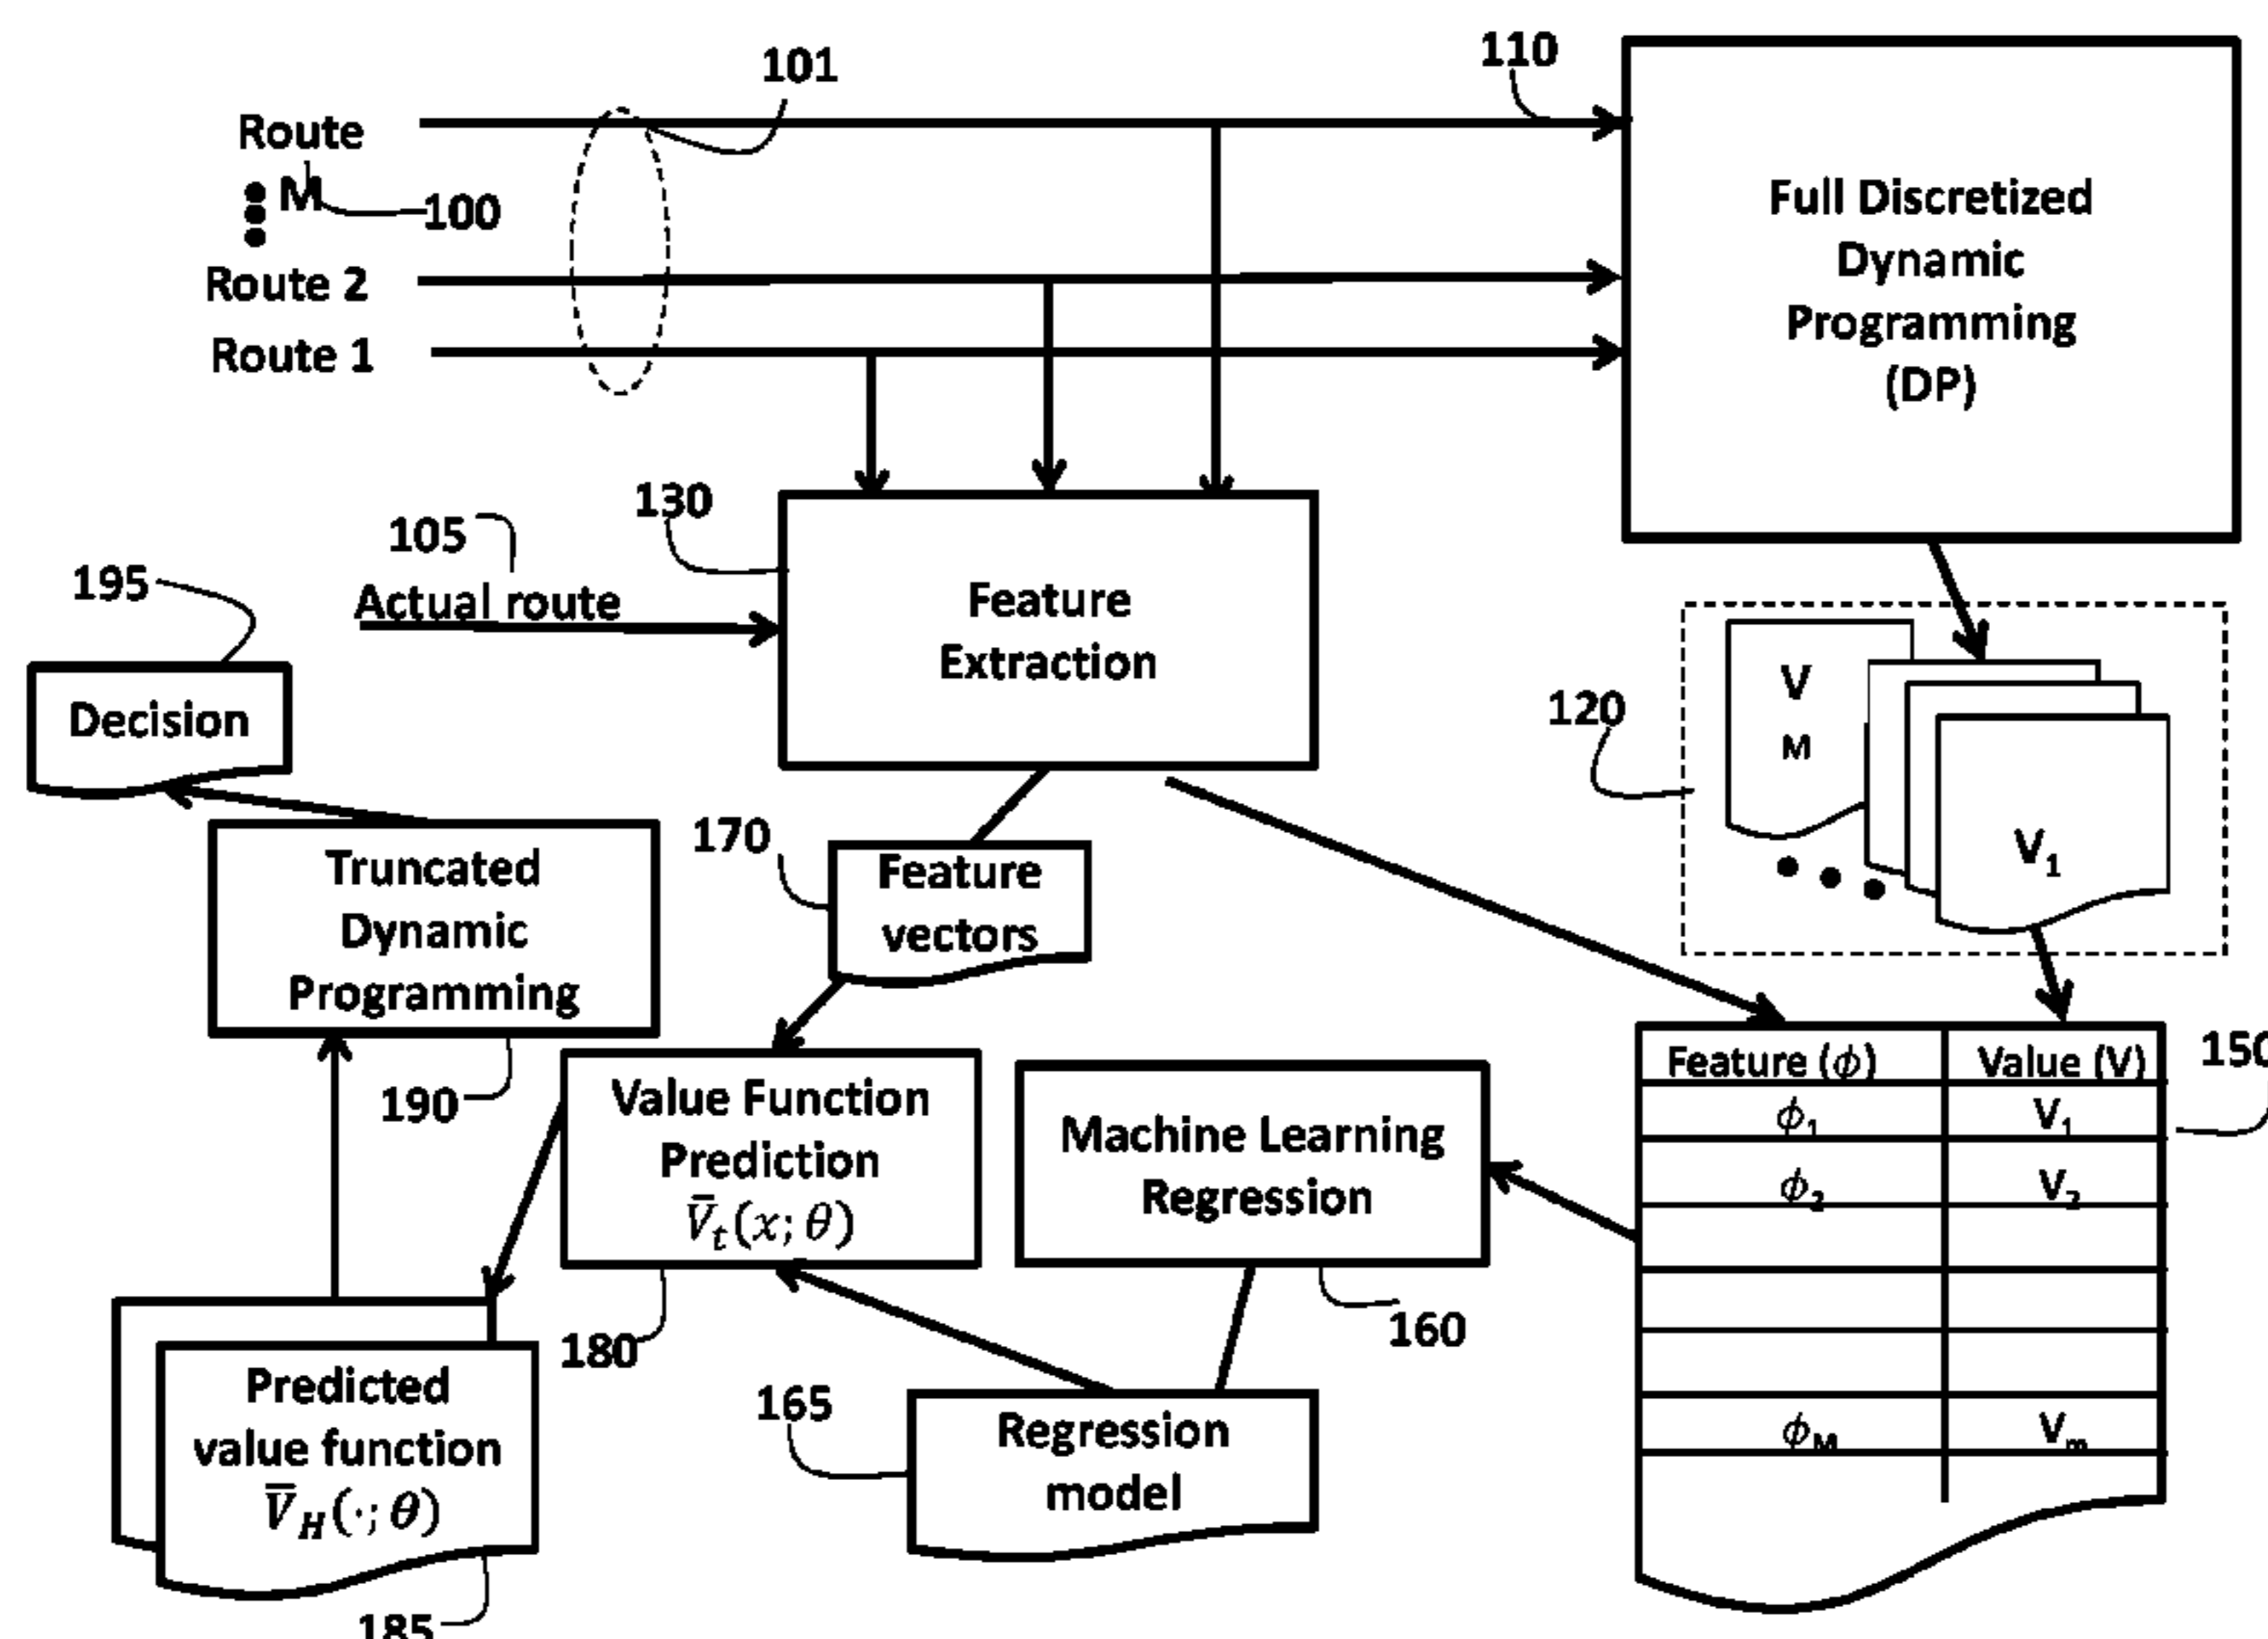 101
110
Route
M
100
Route 2
Route 1
Full Discretized
Dynamic
Programming
(DP)
130
105
Actual route
195
Feature
Extraction
Decision
V
M
120
V₁
170
Feature
vectors
Truncated
Dynamic
Programming
190
Feature (ϕ) Value (V)
150
ϕ₁ V₁
ϕ₂ V₂
ϕM Vm
Value Function
Prediction
V̄t(x; θ)
Machine Learning
Regression
180
160
Predicted
value function
V̄H(·; θ)
165
Regression
model
185